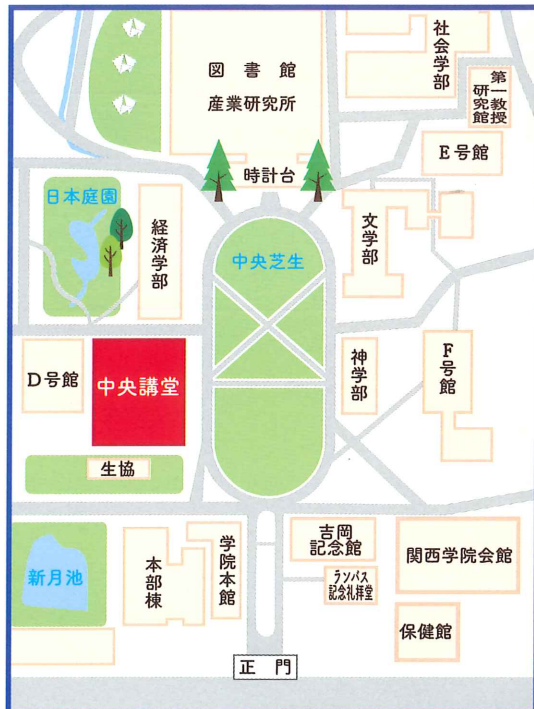 図書館
産業研究所
社会学部
第一教授
研究館
E号館
時計台
日本庭園
経済学部
中央芝生
文学部
D号館
中央講堂
神学部
F号館
生協
新月池
本部棟
学院本館
吉岡
記念館
ランバス
記念礼拝堂
関西学院会館
保健館
正門